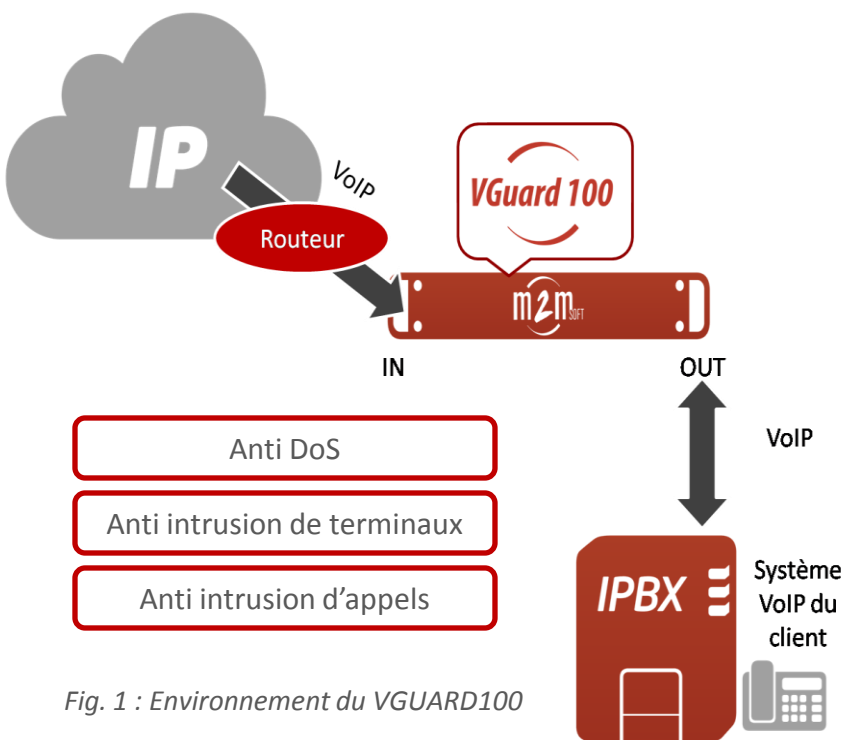 IP
VoIP
Routeur
VGuard 100
m2m SOFT
IN
OUT
VoIP
Anti DoS
Anti intrusion de terminaux
Anti intrusion d'appels
IPBX
Système
VoIP du
client
Fig. 1 : Environnement du VGUARD100